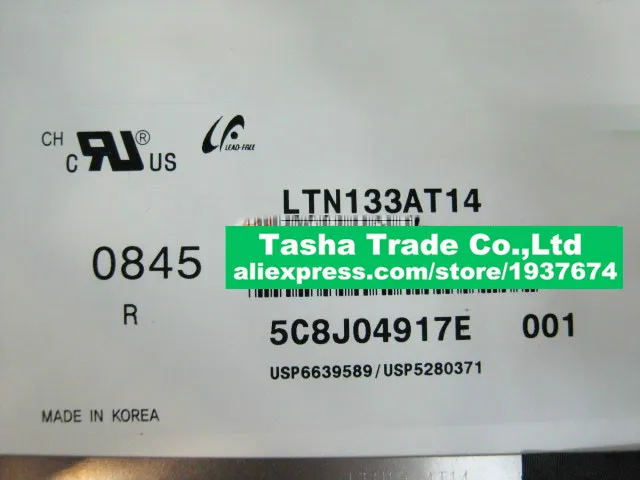 CH
C RU® US
LEAD-FREE
LTN133AT14
Tasha Trade Co.,Ltd
aliexpress.com/store/1937674
0845
R
5C8J04917E 001
USP6639589/USP5280371
MADE IN KOREA